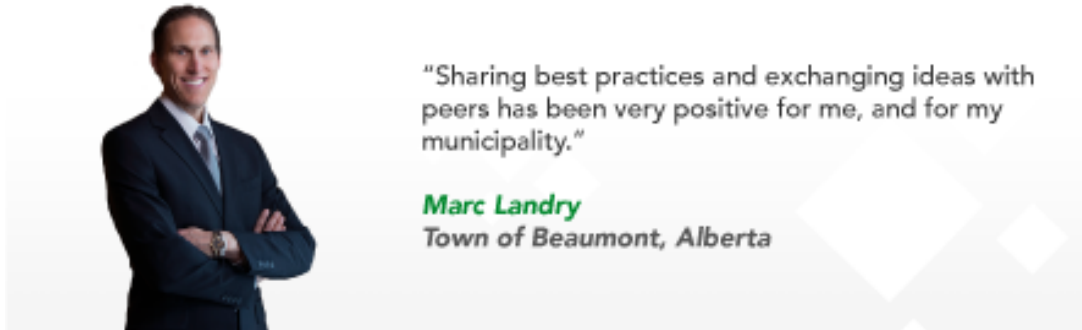 “Sharing best practices and exchanging ideas with
peers has been very positive for me, and for my
municipality.”
Marc Landry
Town of Beaumont, Alberta